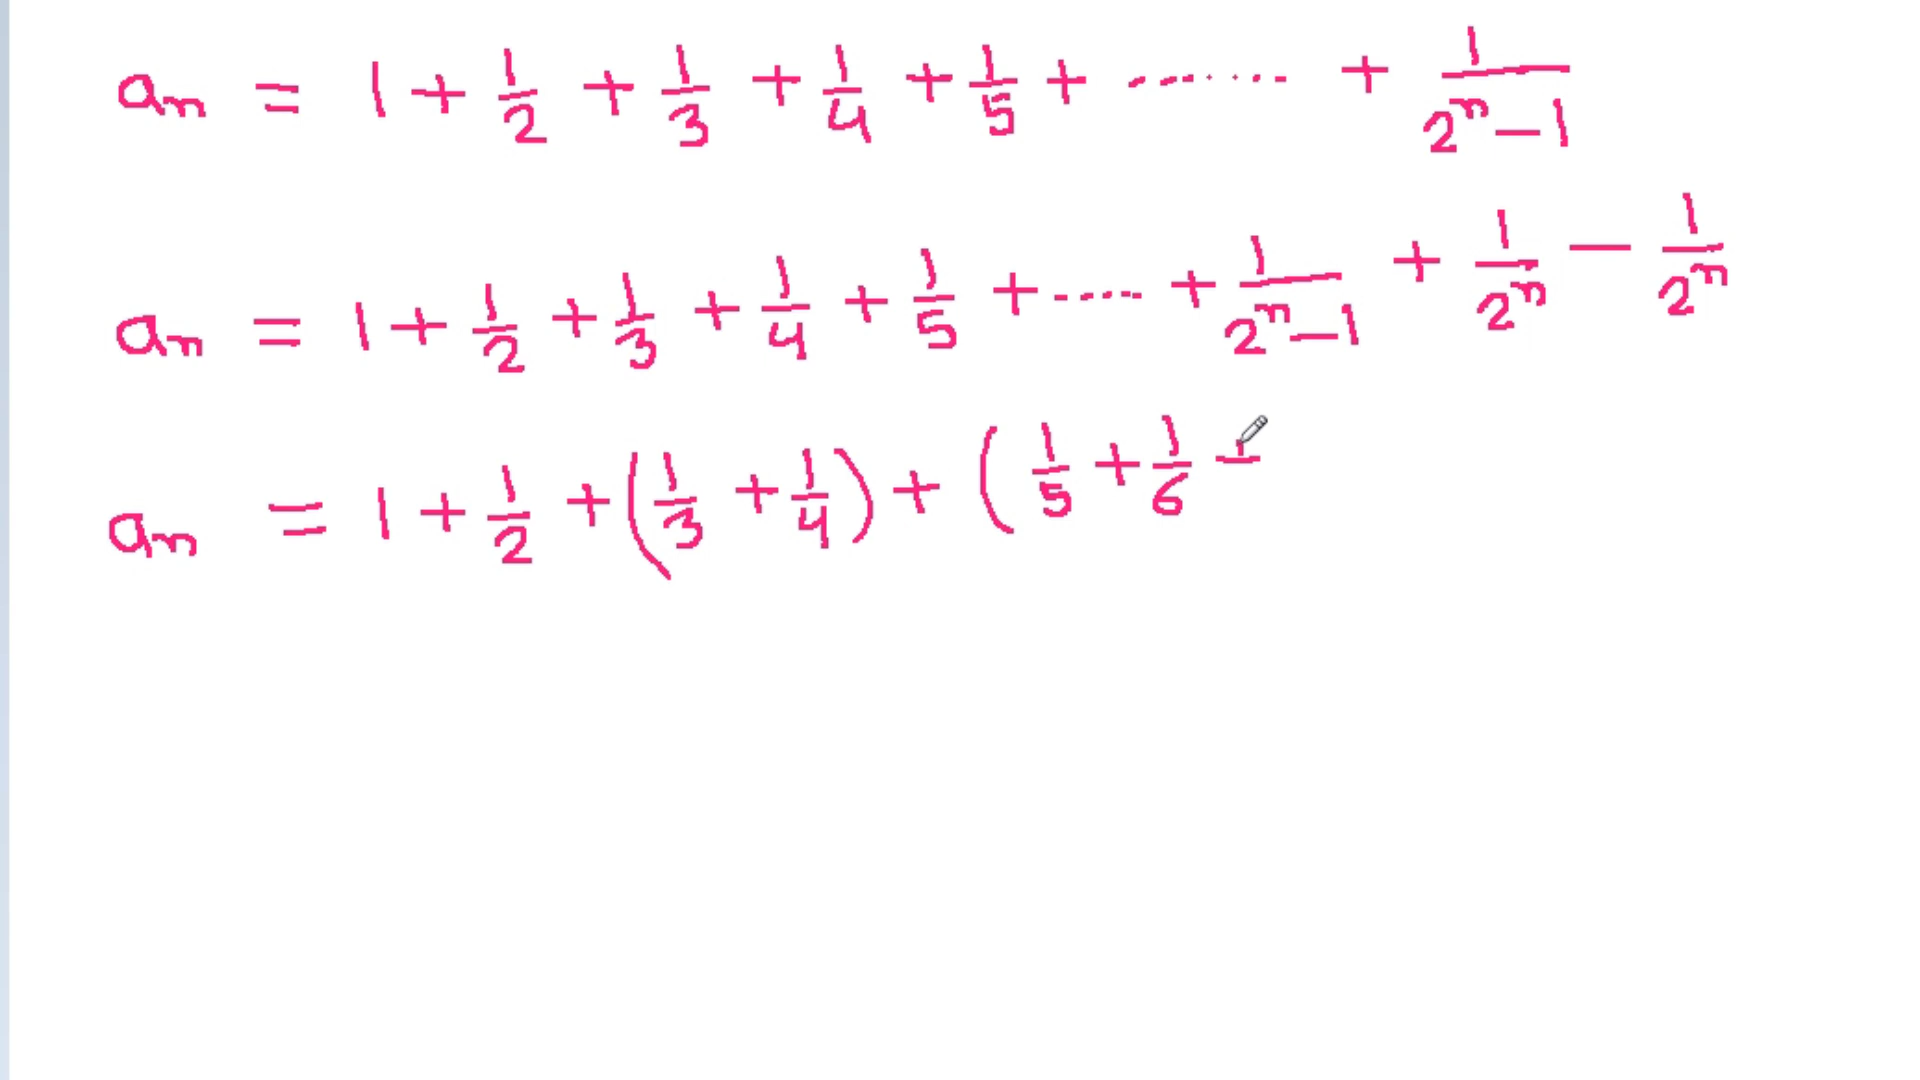 aₙ = 1 + 1/2 + 1/3 + 1/4 + 1/5 + ....... + 1/(2ⁿ-1)
aₙ = 1 + 1/2 + 1/3 + 1/4 + 1/5 + ..... + 1/(2ⁿ-1) + 1/2ⁿ - 1/2ⁿ
aₙ = 1 + 1/2 + (1/3 + 1/4) + (1/5 + 1/6